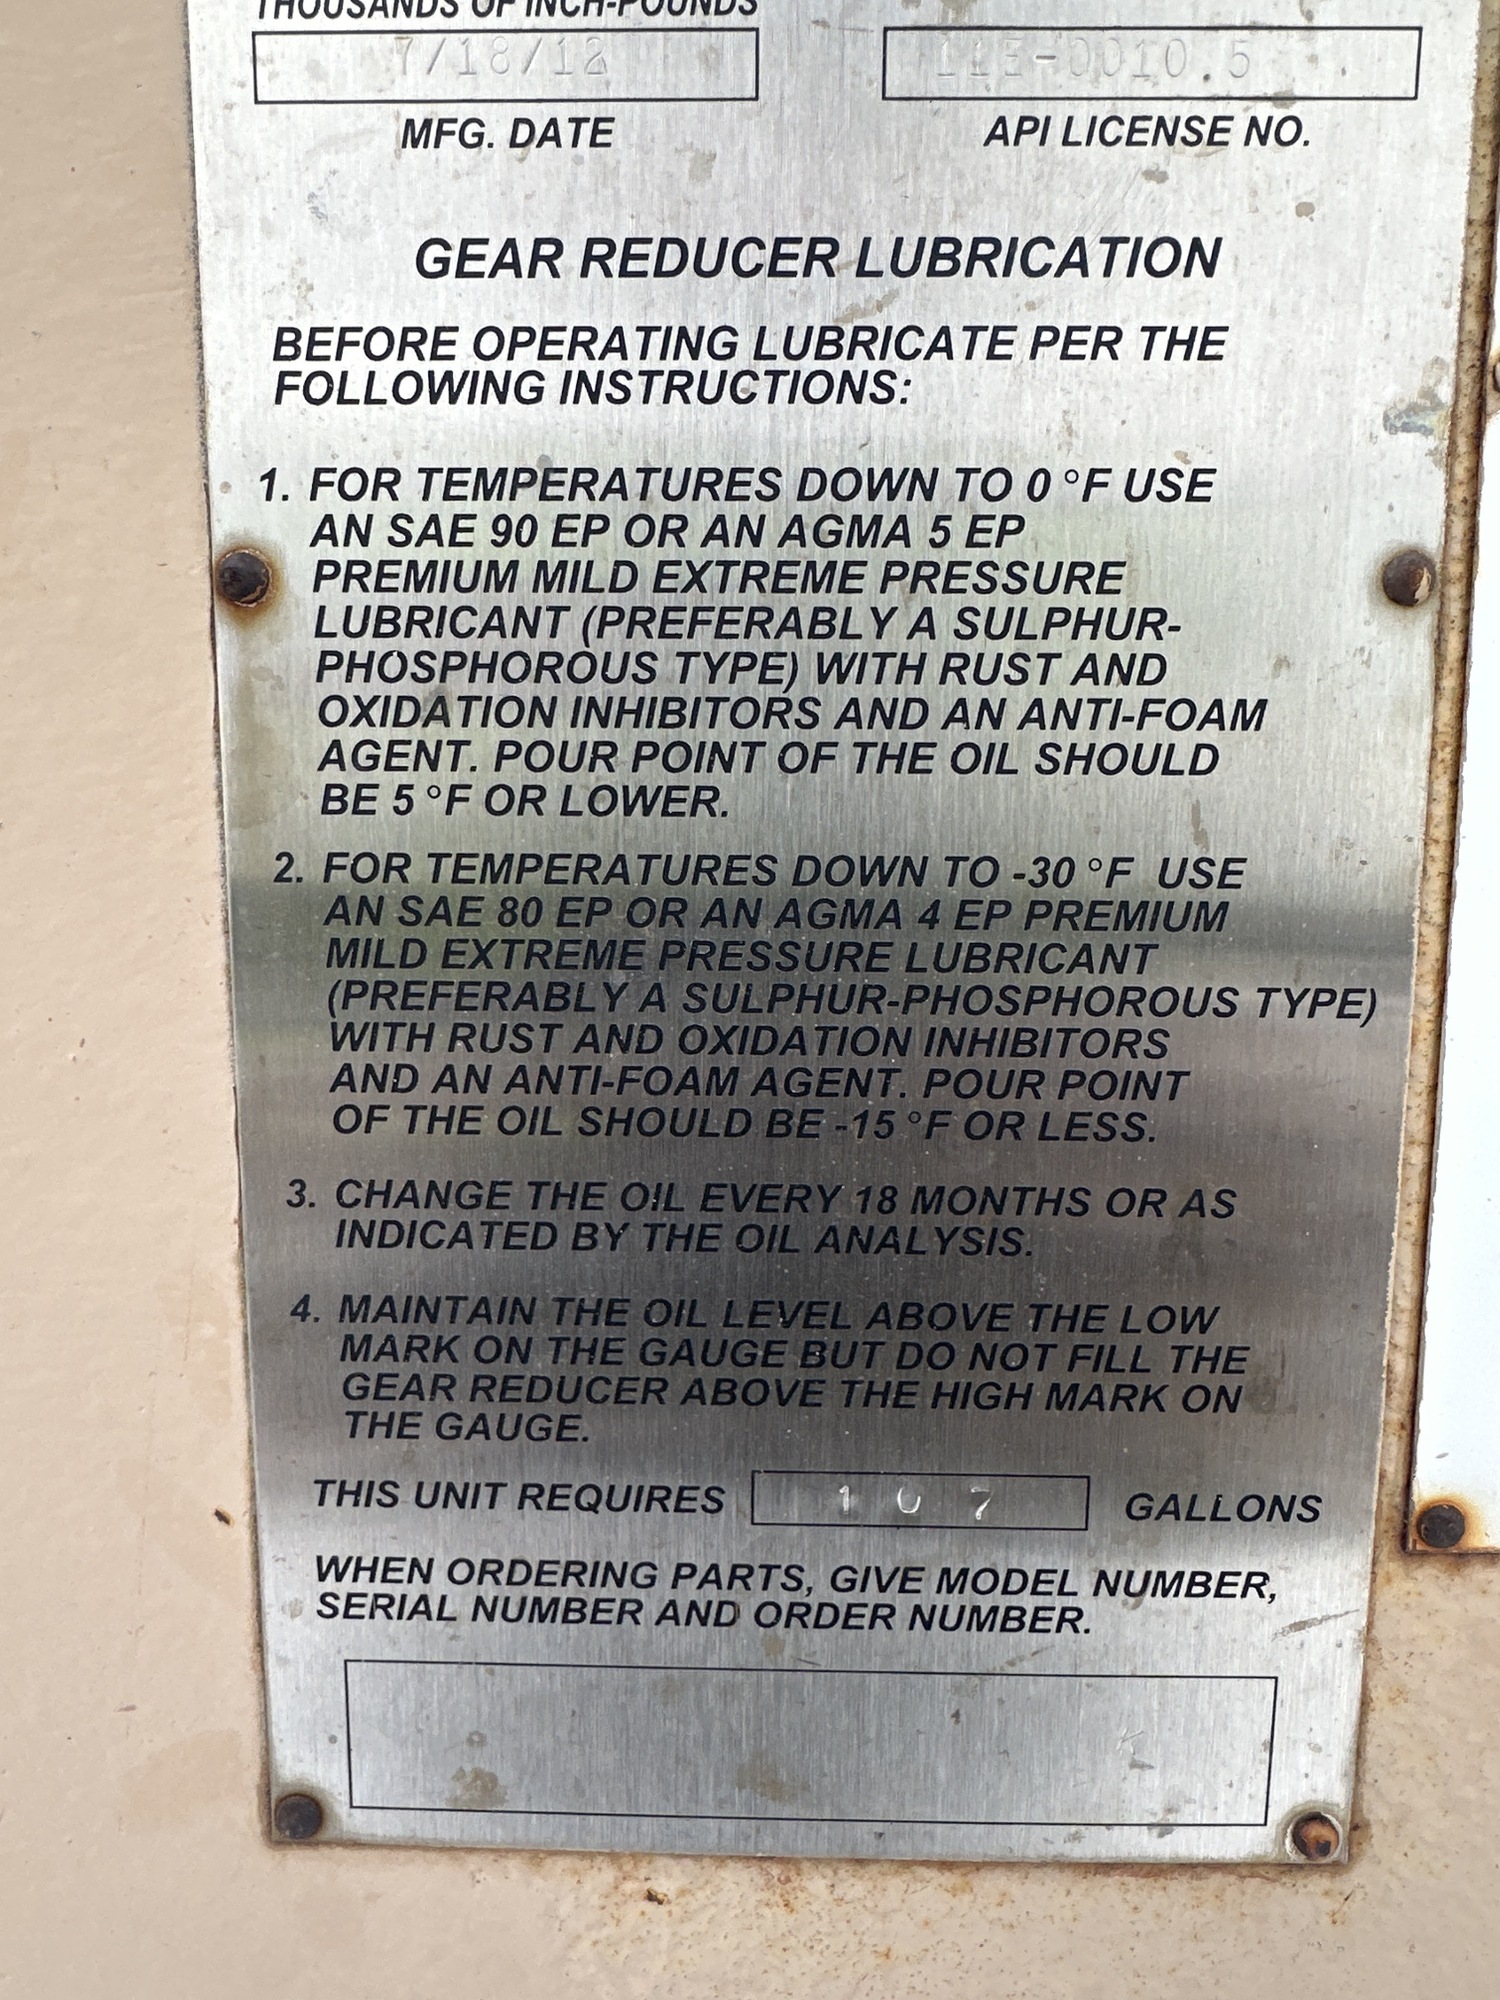 THOUSANDS OF INCH-POUNDS
7/18/12
11E-0010.5
MFG. DATE
API LICENSE NO.
GEAR REDUCER LUBRICATION
BEFORE OPERATING LUBRICATE PER THE
FOLLOWING INSTRUCTIONS:
1. FOR TEMPERATURES DOWN TO 0 °F USE
AN SAE 90 EP OR AN AGMA 5 EP
PREMIUM MILD EXTREME PRESSURE
LUBRICANT (PREFERABLY A SULPHUR-
PHOSPHOROUS TYPE) WITH RUST AND
OXIDATION INHIBITORS AND AN ANTI-FOAM
AGENT. POUR POINT OF THE OIL SHOULD
BE 5 °F OR LOWER.
2. FOR TEMPERATURES DOWN TO -30 °F USE
AN SAE 80 EP OR AN AGMA 4 EP PREMIUM
MILD EXTREME PRESSURE LUBRICANT
(PREFERABLY A SULPHUR-PHOSPHOROUS TYPE)
WITH RUST AND OXIDATION INHIBITORS
AND AN ANTI-FOAM AGENT. POUR POINT
OF THE OIL SHOULD BE -15 °F OR LESS.
3. CHANGE THE OIL EVERY 18 MONTHS OR AS
INDICATED BY THE OIL ANALYSIS.
4. MAINTAIN THE OIL LEVEL ABOVE THE LOW
MARK ON THE GAUGE BUT DO NOT FILL THE
GEAR REDUCER ABOVE THE HIGH MARK ON
THE GAUGE.
THIS UNIT REQUIRES 107 GALLONS
WHEN ORDERING PARTS, GIVE MODEL NUMBER,
SERIAL NUMBER AND ORDER NUMBER.